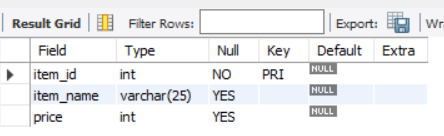 Result Grid Filter Rows: Export: Wr
Field Type Null Key Default Extra
item_id int NO PRI NULL
item_name varchar(25) YES NULL
price int YES NULL